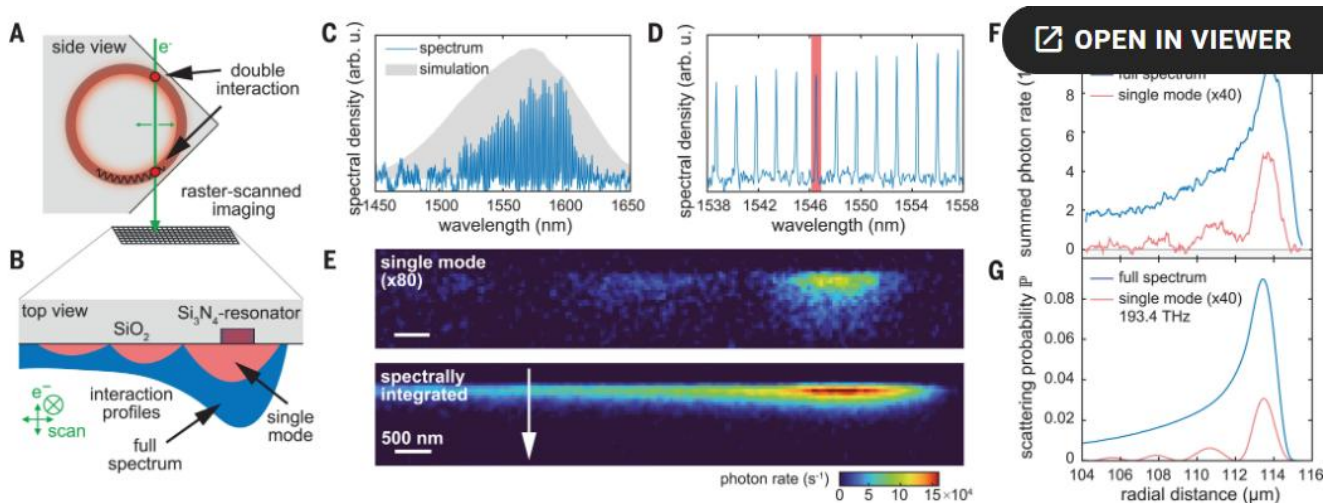 A
side view
e-
double
interaction
raster-scanned
imaging
B
top view
Si3N4-resonator
SiO2
e−
scan
interaction
profiles
full
spectrum
single
mode
C
spectrum
simulation
spectral density (arb. u.)
1450 1500 1550 1600 1650
wavelength (nm)
D
spectral density (arb. u.)
1538 1542 1546 1550 1554 1558
wavelength (nm)
E
single mode
(x80)
spectrally
integrated
500 nm
photon rate (s-1)
0 5 10 15 ×10⁴
F
OPEN IN VIEWER
full spectrum
single mode (x40)
summed photon rate (1
8
6
4
2
0
G
full spectrum
single mode (x40)
193.4 THz
scattering probability ℙ
0.08
0.06
0.04
0.02
0
104 106 108 110 112 114 116
radial distance (μm)